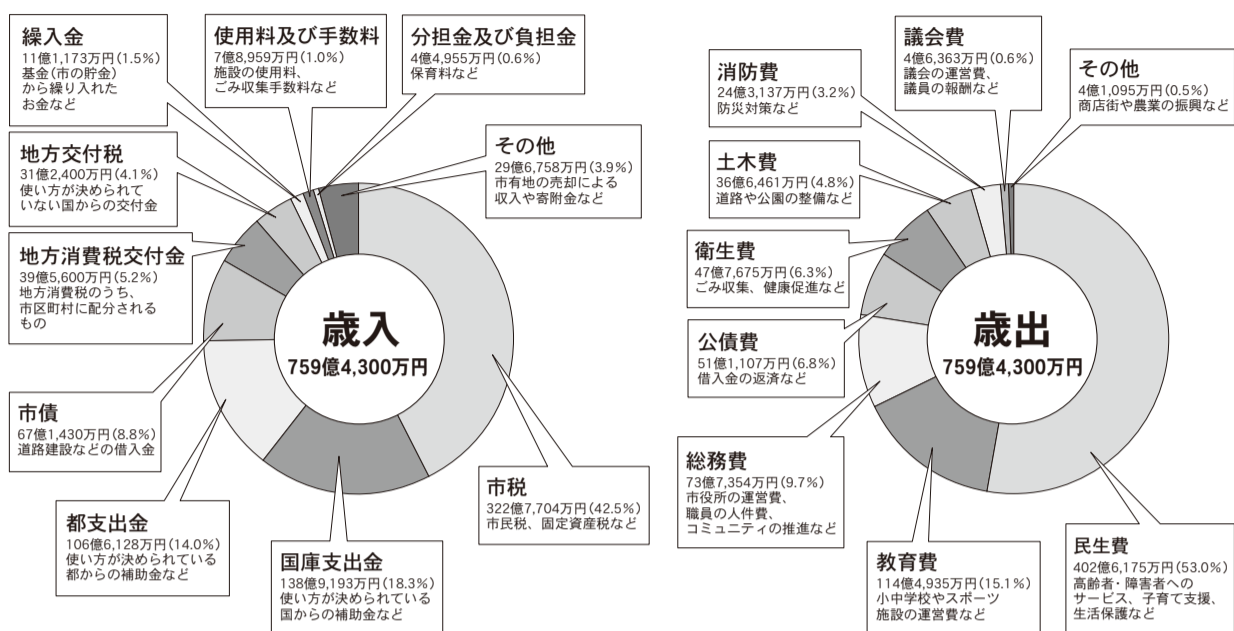 繰入金
11億1,173万円(1.5%)
基金(市の貯金)
から繰り入れた
お金など
使用料及び手数料
7億8,959万円(1.0%)
施設の使用料、
ごみ収集手数料など
分担金及び負担金
4億4,955万円(0.6%)
保育料など
その他
29億6,758万円(3.9%)
市有地の売却による
収入や寄附金など
地方交付税
31億2,400万円(4.1%)
使い方が決められて
いない国からの交付金
地方消費税交付金
39億5,600万円(5.2%)
地方消費税のうち、
市区町村に配分される
もの
歳入
759億4,300万円
市債
67億1,430万円(8.8%)
道路建設などの借入金
都支出金
106億6,128万円(14.0%)
使い方が決められている
都からの補助金など
国庫支出金
138億9,193万円(18.3%)
使い方が決められている
国からの補助金など
市税
322億7,704万円(42.5%)
市民税、固定資産税など
議会費
4億6,363万円(0.6%)
議会の運営費、
議員の報酬など
その他
4億1,095万円(0.5%)
商店街や農業の振興など
消防費
24億3,137万円(3.2%)
防災対策など
土木費
36億6,461万円(4.8%)
道路や公園の整備など
衛生費
47億7,675万円(6.3%)
ごみ収集、健康促進など
公債費
51億1,107万円(6.8%)
借入金の返済など
歳出
759億4,300万円
総務費
73億7,354万円(9.7%)
市役所の運営費、
職員の人件費、
コミュニティの推進など
教育費
114億4,935万円(15.1%)
小中学校やスポーツ
施設の運営費など
民生費
402億6,175万円(53.0%)
高齢者・障害者への
サービス、子育て支援、
生活保護など